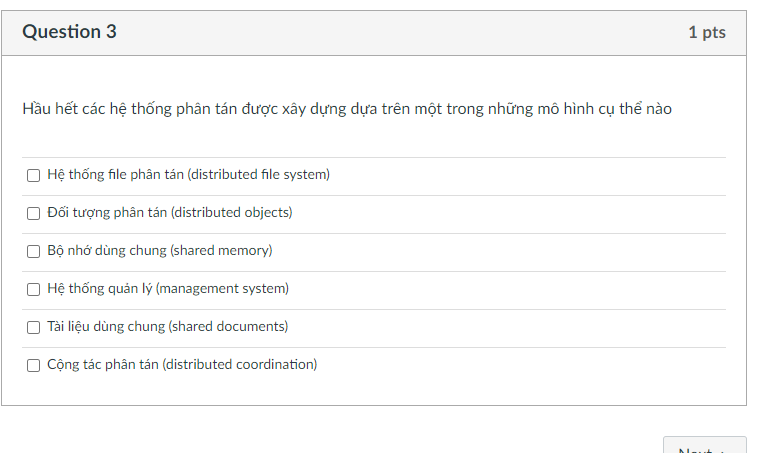 Question 3
1 pts
Hầu hết các hệ thống phân tán được xây dựng dựa trên một trong những mô hình cụ thể nào
Hệ thống file phân tán (distributed file system)
Đối tượng phân tán (distributed objects)
Bộ nhớ dùng chung (shared memory)
Hệ thống quản lý (management system)
Tài liệu dùng chung (shared documents)
Cộng tác phân tán (distributed coordination)
Next